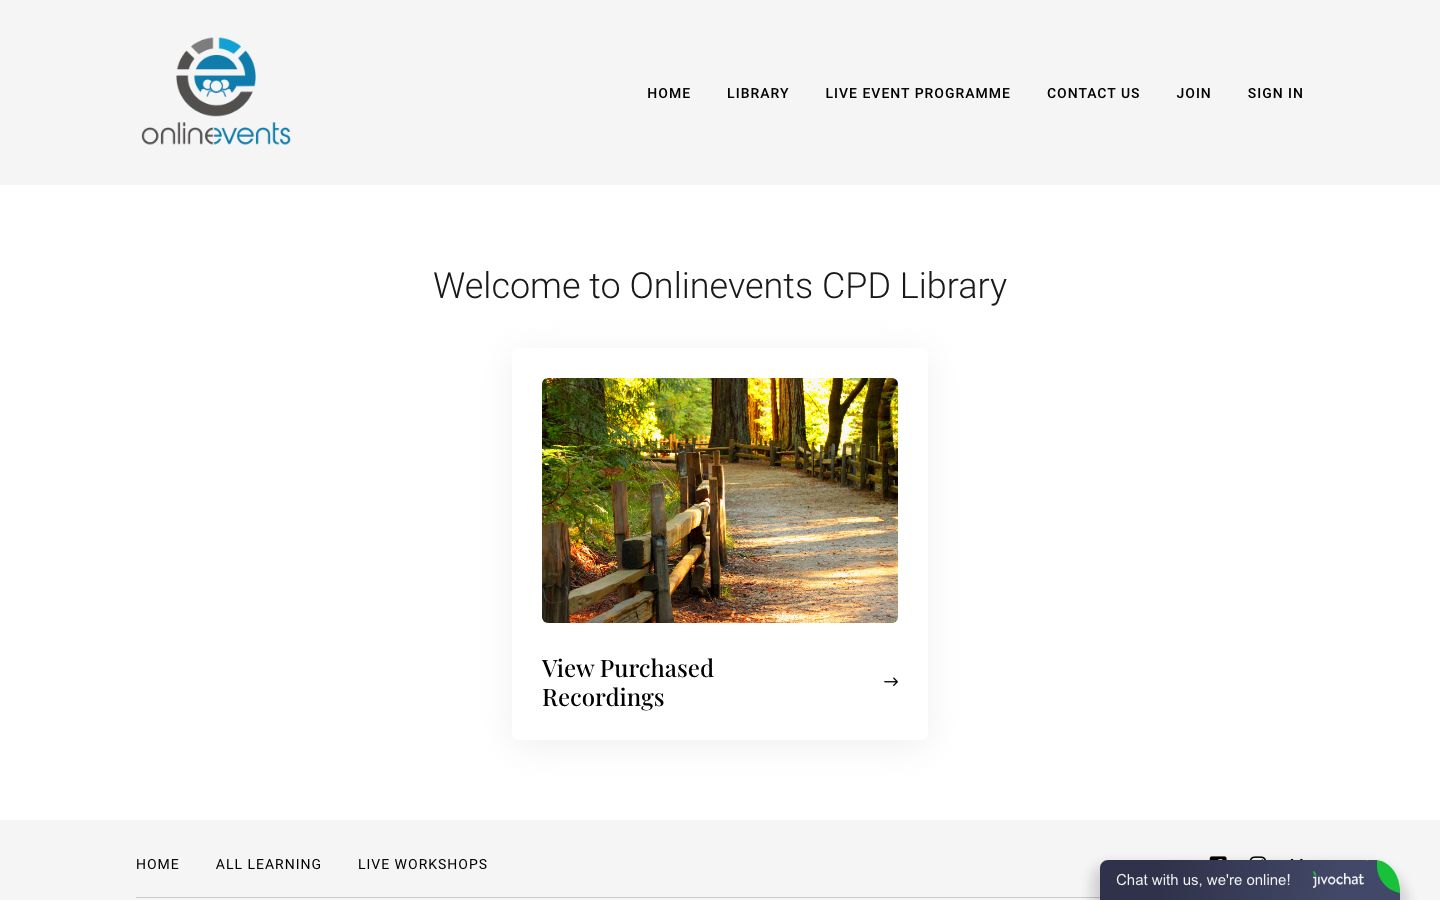 onlinevents
HOME
LIBRARY
LIVE EVENT PROGRAMME
CONTACT US
JOIN
SIGN IN
Welcome to Onlinevents CPD Library
View Purchased
Recordings
HOME
ALL LEARNING
LIVE WORKSHOPS
Chat with us, we're online!
jivochat